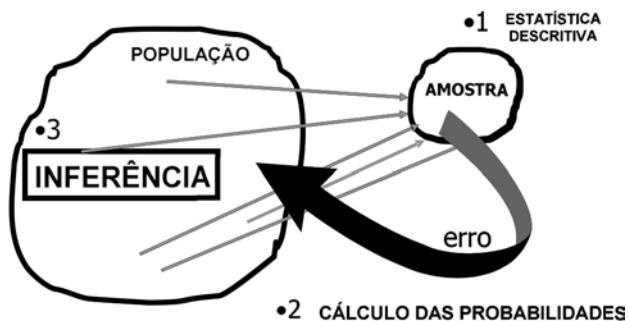 •1 ESTATÍSTICA
DESCRITIVA
POPULAÇÃO
AMOSTRA
•3
INFERÊNCIA
erro
•2 CÁLCULO DAS PROBABILIDADES